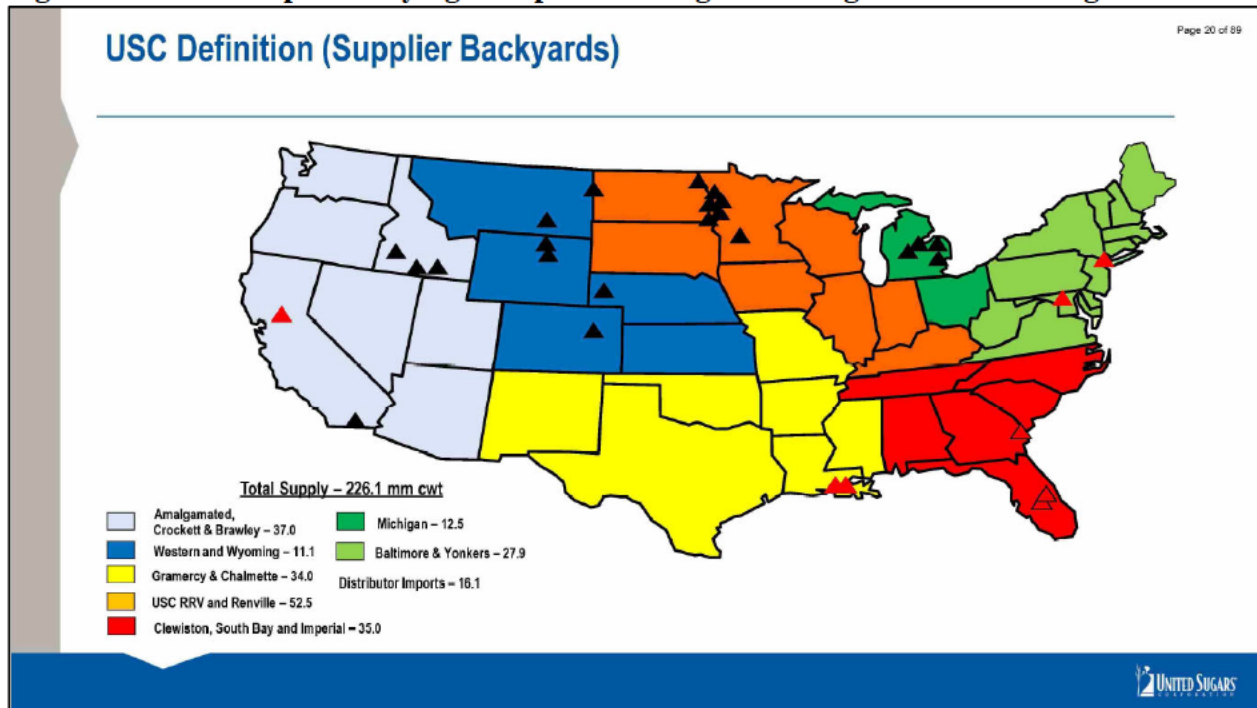 USC Definition (Supplier Backyards)
Page 20 of 89
Total Supply – 226.1 mm cwt
Amalgamated,
Crockett & Brawley – 37.0
Western and Wyoming – 11.1
Gramercy & Chalmette – 34.0
USC RRV and Renville – 52.5
Clewiston, South Bay and Imperial – 35.0
Michigan – 12.5
Baltimore & Yonkers – 27.9
Distributor Imports – 16.1
UNITED SUGARS
CORPORATION